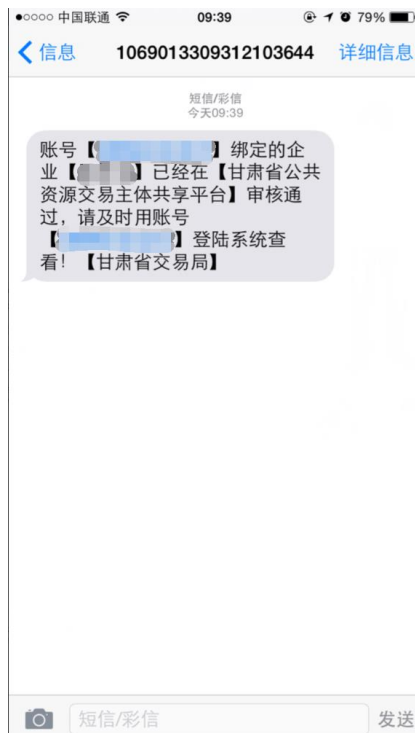 中国联通
09:39
79%
信息
1069013309312103644
详细信息
短信/彩信
今天09:39
账号【 】绑定的企
业【 】已经在【甘肃省公共
资源交易主体共享平台】审核通
过，请及时用账号
【 】登陆系统查
看！【甘肃省交易局】
短信/彩信
发送